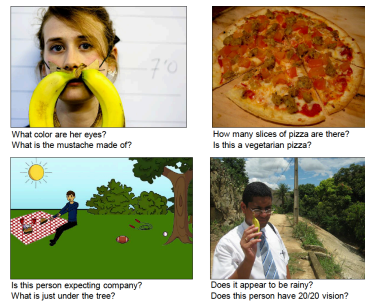 What color are her eyes?
What is the mustache made of?
How many slices of pizza are there?
Is this a vegetarian pizza?
Is this person expecting company?
What is just under the tree?
Does it appear to be rainy?
Does this person have 20/20 vision?